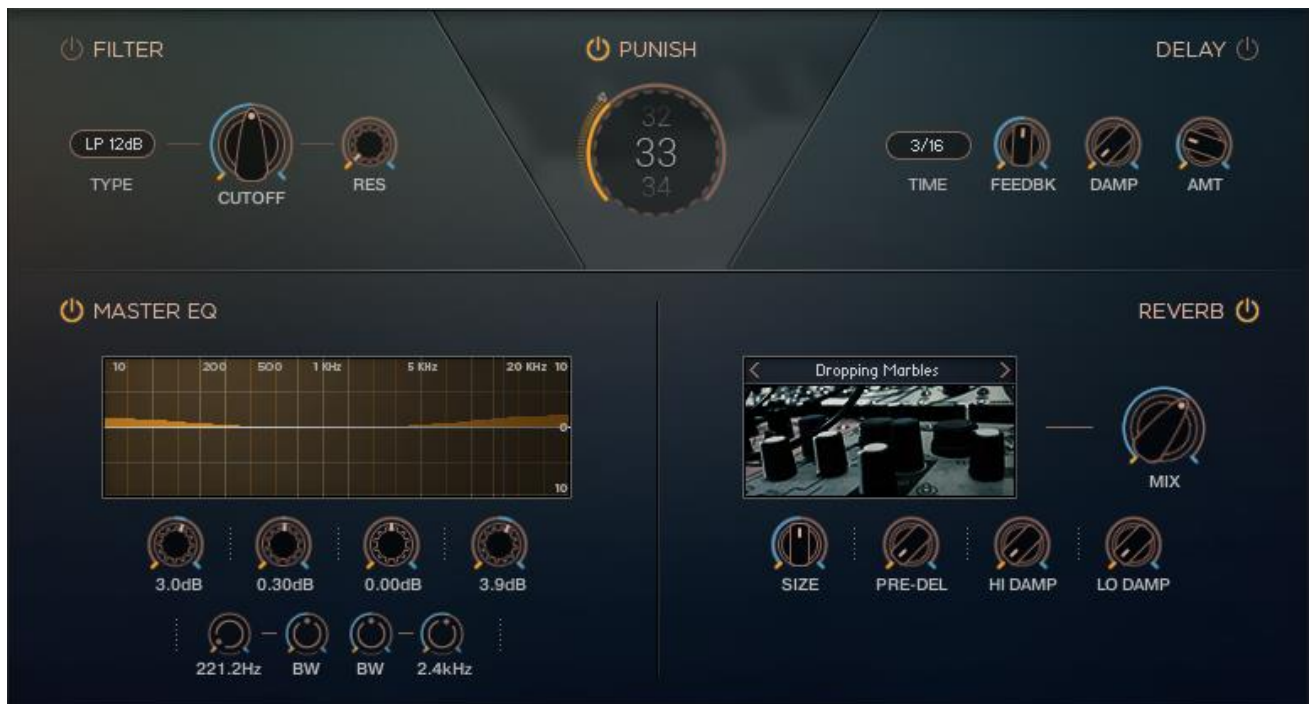 FILTER
LP 12dB
TYPE
CUTOFF
RES
PUNISH
32
33
34
DELAY
3/16
TIME
FEEDBK
DAMP
AMT
MASTER EQ
10 200 500 1 KHz 5 KHz 20 KHz 10
0
10
3.0dB 0.30dB 0.00dB 3.9dB
221.2Hz BW BW 2.4kHz
REVERB
Dropping Marbles
MIX
SIZE PRE-DEL HI DAMP LO DAMP